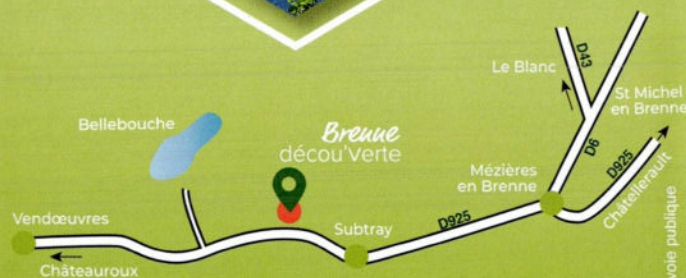 Le Blanc
D43
St Michel
en Brenne
Bellebouche
Brenne
décou'Verte
D6
D925
Châtellerault
Mézières
en Brenne
Vendœuvres
Subtray
D925
Châteauroux
voie publique